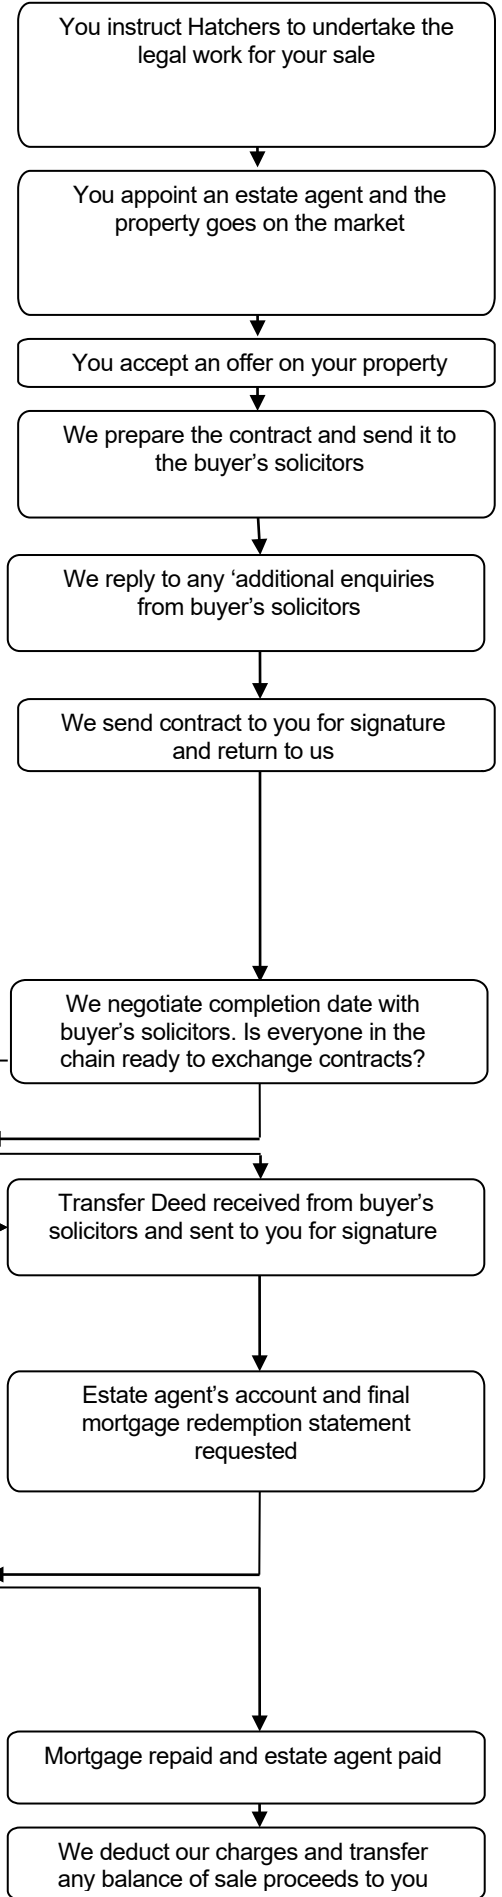 You instruct Hatchers to undertake the
legal work for your sale
You appoint an estate agent and the
property goes on the market
You accept an offer on your property
We prepare the contract and send it to
the buyer’s solicitors
We reply to any ‘additional enquiries
from buyer’s solicitors
We send contract to you for signature
and return to us
We negotiate completion date with
buyer’s solicitors. Is everyone in the
chain ready to exchange contracts?
Transfer Deed received from buyer’s
solicitors and sent to you for signature
Estate agent’s account and final
mortgage redemption statement
requested
Mortgage repaid and estate agent paid
We deduct our charges and transfer
any balance of sale proceeds to you